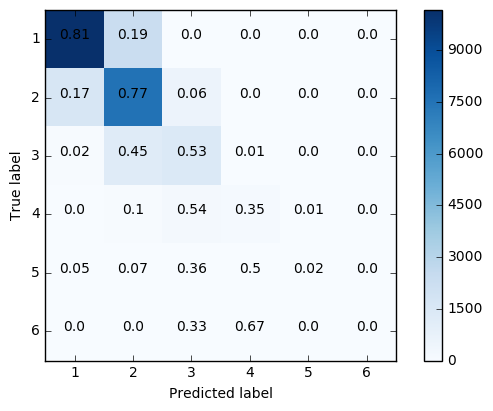 1 0.81 0.19 0.0 0.0 0.0 0.0
2 0.17 0.77 0.06 0.0 0.0 0.0
3 0.02 0.45 0.53 0.01 0.0 0.0
4 0.0 0.1 0.54 0.35 0.01 0.0
5 0.05 0.07 0.36 0.5 0.02 0.0
6 0.0 0.0 0.33 0.67 0.0 0.0
1 2 3 4 5 6
True label
Predicted label
9000
7500
6000
4500
3000
1500
0